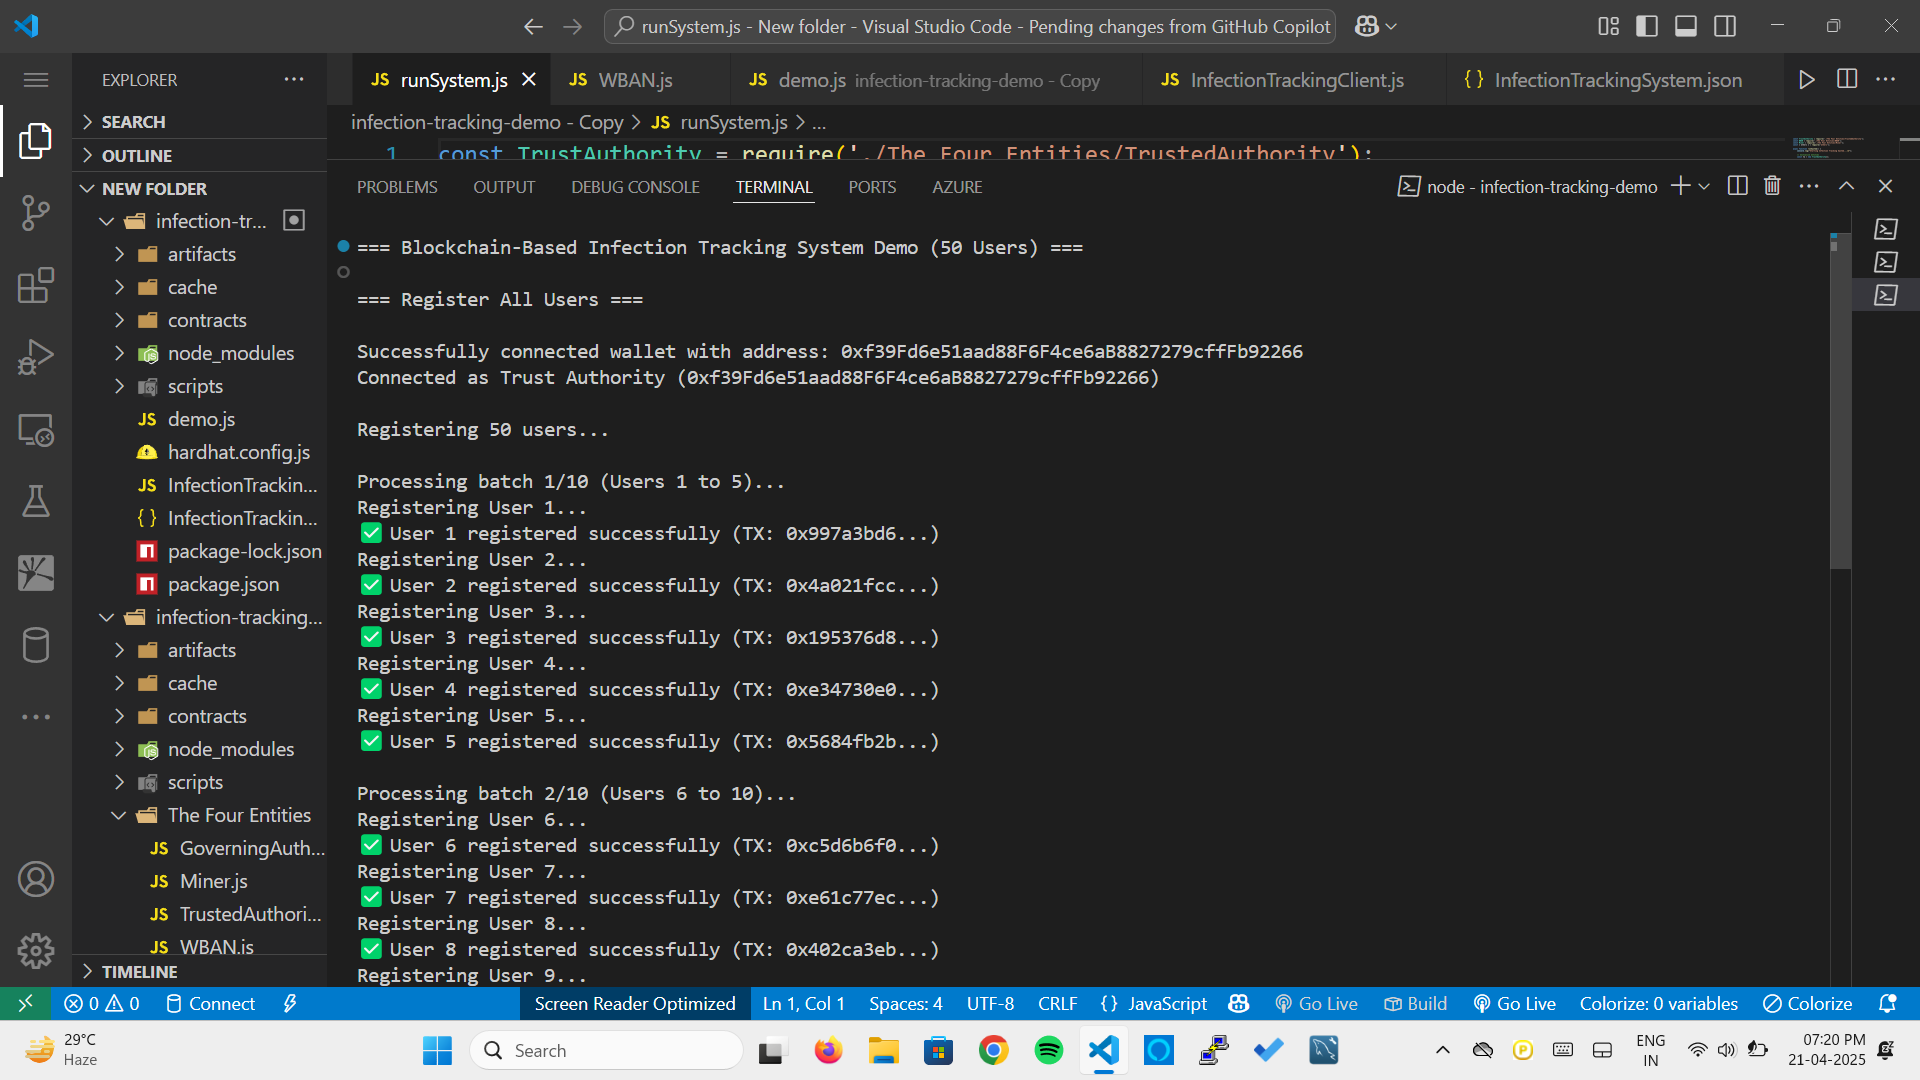 runSystem.js - New folder - Visual Studio Code - Pending changes from GitHub Copilot
EXPLORER
JS runSystem.js
JS WBAN.js
JS demo.js infection-tracking-demo - Copy
JS InfectionTrackingClient.js
{ } InfectionTrackingSystem.json
SEARCH
OUTLINE
NEW FOLDER
infection-tr...
artifacts
cache
contracts
node_modules
scripts
JS demo.js
hardhat.config.js
JS InfectionTrackin...
{ } InfectionTrackin...
package-lock.json
package.json
infection-tracking...
artifacts
cache
contracts
node_modules
scripts
The Four Entities
JS GoverningAuth...
JS Miner.js
JS TrustedAuthori...
JS WBAN.js
TIMELINE
infection-tracking-demo - Copy > JS runSystem.js > ...
1 const TrustAuthority = require('./The Four Entities/TrustedAuthority');
PROBLEMS OUTPUT DEBUG CONSOLE TERMINAL PORTS AZURE
node - infection-tracking-demo
=== Blockchain-Based Infection Tracking System Demo (50 Users) ===
=== Register All Users ===
Successfully connected wallet with address: 0xf39Fd6e51aad88F6F4ce6aB8827279cffFb92266
Connected as Trust Authority (0xf39Fd6e51aad88F6F4ce6aB8827279cffFb92266)
Registering 50 users...
Processing batch 1/10 (Users 1 to 5)...
Registering User 1...
✅ User 1 registered successfully (TX: 0x997a3bd6...)
Registering User 2...
✅ User 2 registered successfully (TX: 0x4a021fcc...)
Registering User 3...
✅ User 3 registered successfully (TX: 0x195376d8...)
Registering User 4...
✅ User 4 registered successfully (TX: 0xe34730e0...)
Registering User 5...
✅ User 5 registered successfully (TX: 0x5684fb2b...)
Processing batch 2/10 (Users 6 to 10)...
Registering User 6...
✅ User 6 registered successfully (TX: 0xc5d6b6f0...)
Registering User 7...
✅ User 7 registered successfully (TX: 0xe61c77ec...)
Registering User 8...
✅ User 8 registered successfully (TX: 0x402ca3eb...)
Registering User 9...
0 0 Connect Screen Reader Optimized Ln 1, Col 1 Spaces: 4 UTF-8 CRLF { } JavaScript Go Live Build Go Live Colorize: 0 variables Colorize
29°C
Haze
Search
ENG
IN
07:20 PM
21-04-2025